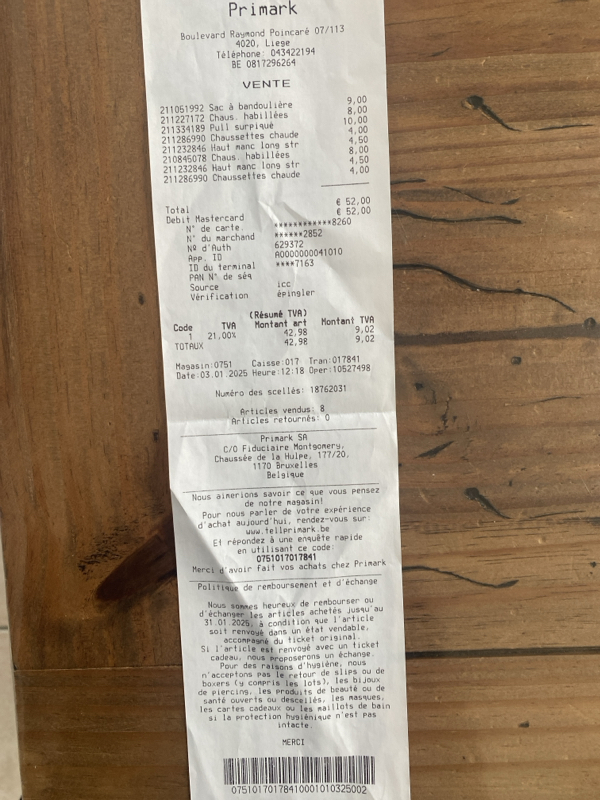 Primark
Boulevard Raymond Poincaré 07/113
4020, Liege
Téléphone: 043422194
BE 0817296264
VENTE
211051992 Sac à bandoulière 9,00
211227172 Chaus. habillées 8,00
211334189 Pull surpiqué 10,00
211286990 Chaussettes chaude 4,00
211232846 Haut manc long str 4,50
210845078 Chaus. habillées 8,00
211232846 Haut manc long str 4,50
211286990 Chaussettes chaude 4,00
Total € 52,00
Debit Mastercard € 52,00
N° de carte. ************8260
N° du marchand ******2852
Nº d'Auth 629372
App. ID A0000000041010
ID du terminal ****7163
PAN N° de séq
Source icc
Vérification épingler
(Résumé TVA)
Code TVA Montant art Montant TVA
1 21,00% 42,98 9,02
TOTAUX 42,98 9,02
Magasin:0751 Caisse:017 Tran:017841
Date:03.01.2025 Heure:12:18 Oper:10527498
Numéro des scellés: 18762031
Articles vendus: 8
Articles retournés: 0
Primark SA
C/O Fiduciaire Montgomery,
Chaussée de la Hulpe, 177/20,
1170 Bruxelles
Belgique
Nous aimerions savoir ce que vous pensez
de notre magasin!
Pour nous parler de votre expérience
d'achat aujourd'hui, rendez-vous sur:
www.tellprimark.be
Et répondez à une enquête rapide
en utilisant ce code:
0751017017841
Merci d'avoir fait vos achats chez Primark
Politique de remboursement et d'échange
Nous sommes heureux de rembourser ou
d'échanger les articles achetés jusqu'au
31.01.2025, à condition que l'article
soit renvoyé dans un état vendable,
accompagné du ticket original.
Si l'article est renvoyé avec un ticket
cadeau, nous proposerons un échange.
Pour des raisons d'hygiène, nous
n'acceptons pas le retour de slips ou de
boxers (y compris les lots), les bijoux
de piercing, les produits de beauté ou de
santé ouverts ou descellés, les masques,
les cartes cadeaux ou les maillots de bain
si la protection hygiénique n'est pas
intacte.
MERCI
07510170178410001010325002